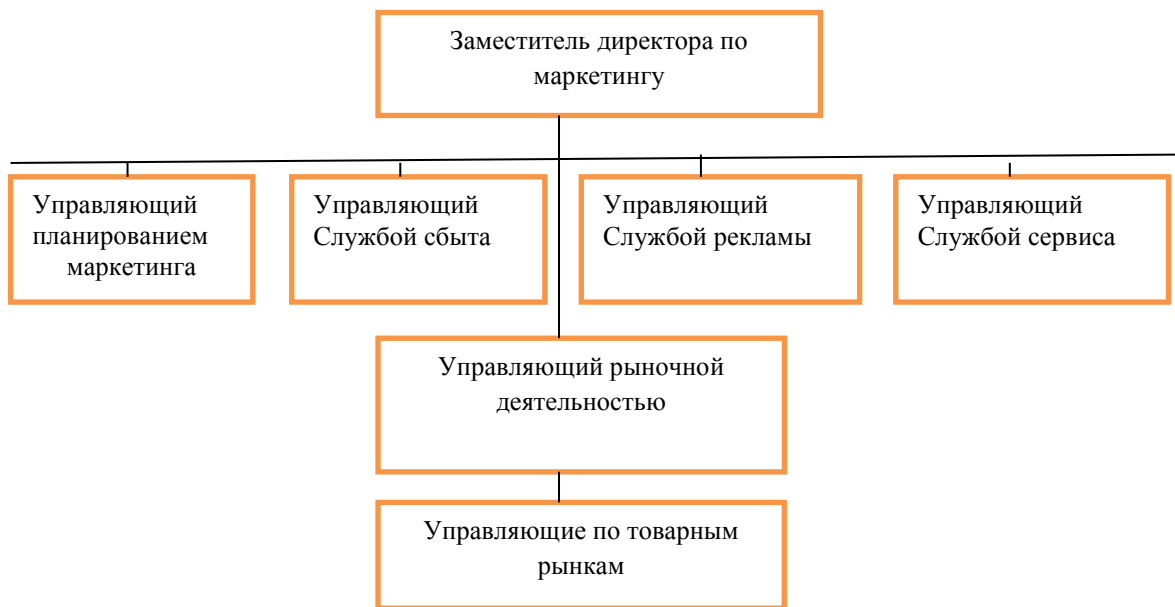 Заместитель директора по
маркетингу
Управляющий
планированием
маркетинга
Управляющий
Службой сбыта
Управляющий
Службой рекламы
Управляющий
Службой сервиса
Управляющий рыночной
деятельностью
Управляющие по товарным
рынкам